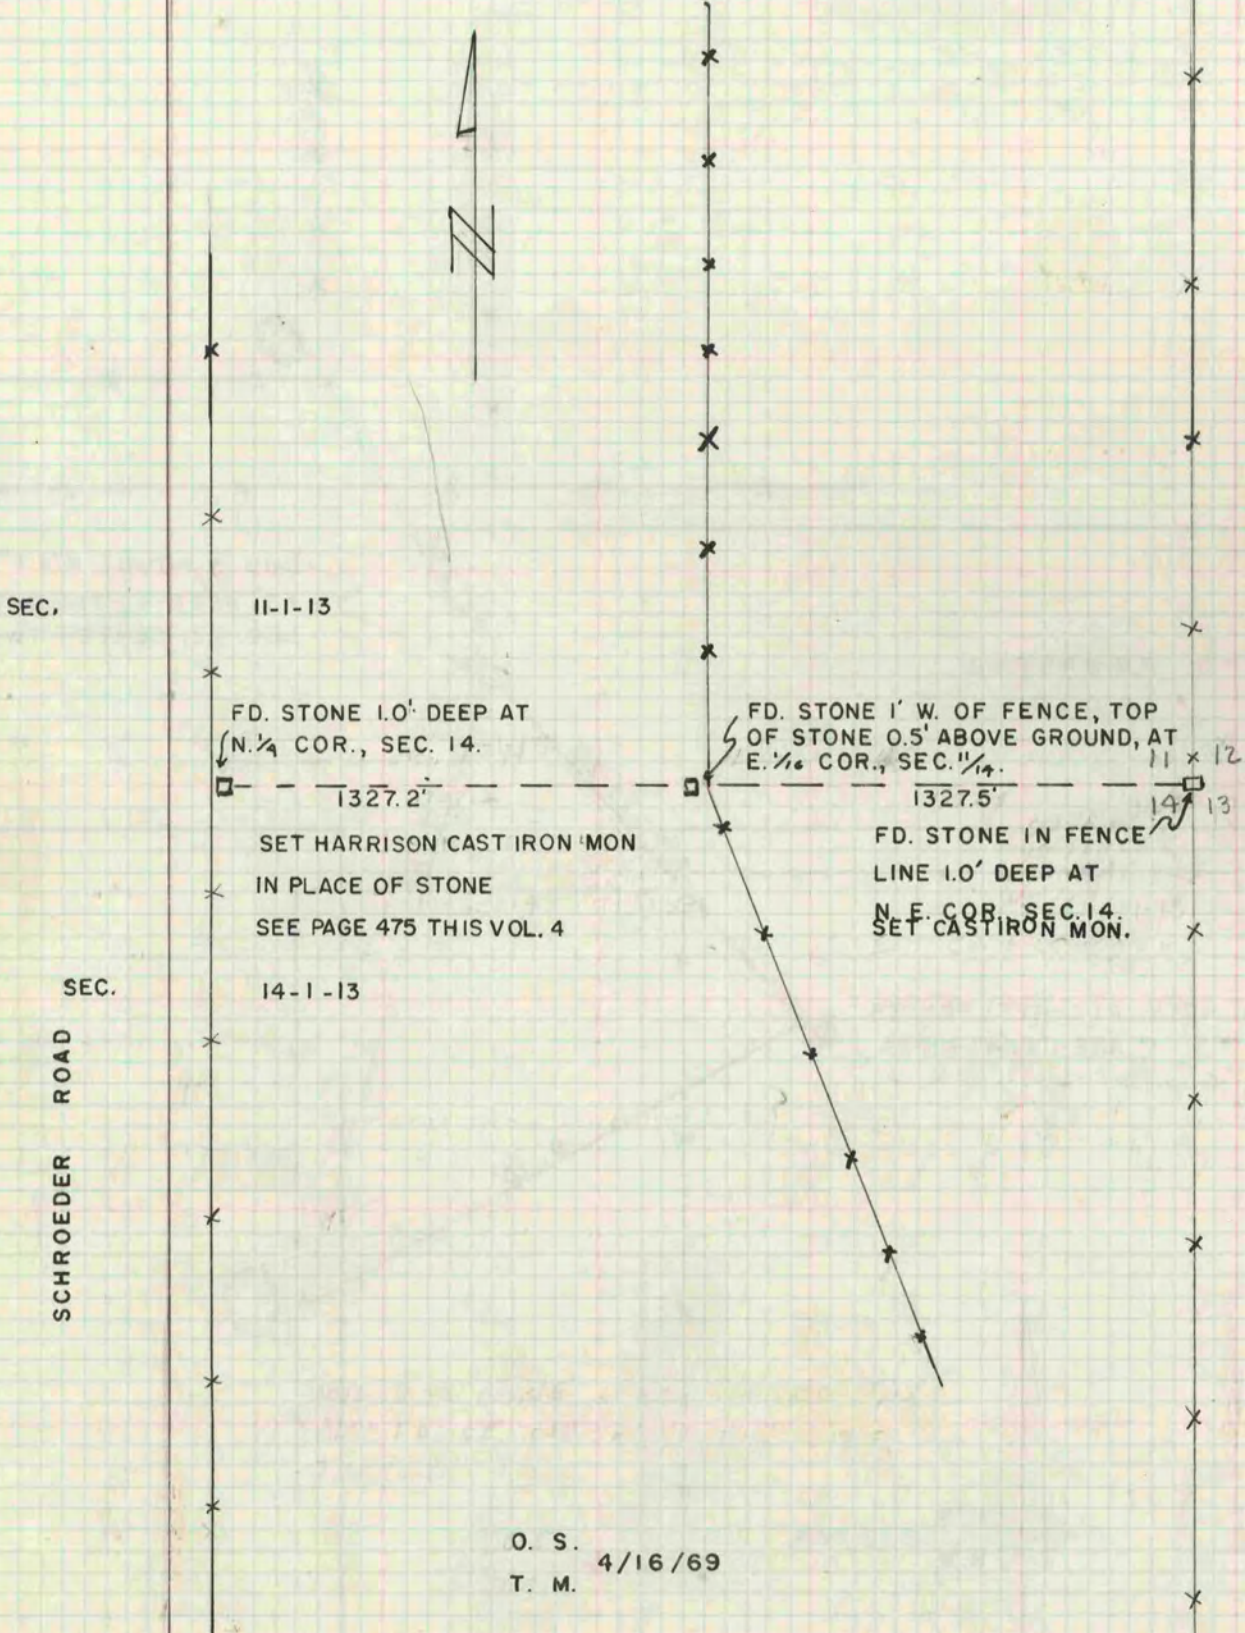 N
SEC. 11-1-13
FD. STONE 1.0' DEEP AT
N. 1/4 COR., SEC. 14.
FD. STONE 1' W. OF FENCE, TOP
OF STONE 0.5' ABOVE GROUND, AT
E. 1/16 COR., SEC. 11/14.
11 12
14 13
1327.2'
1327.5'
SET HARRISON CAST IRON MON
IN PLACE OF STONE
SEE PAGE 475 THIS VOL. 4
FD. STONE IN FENCE
LINE 1.0' DEEP AT
N. E. COR., SEC. 14.
SET CAST IRON MON.
SEC. 14-1-13
SCHROEDER ROAD
O. S.
T. M.
4/16/69